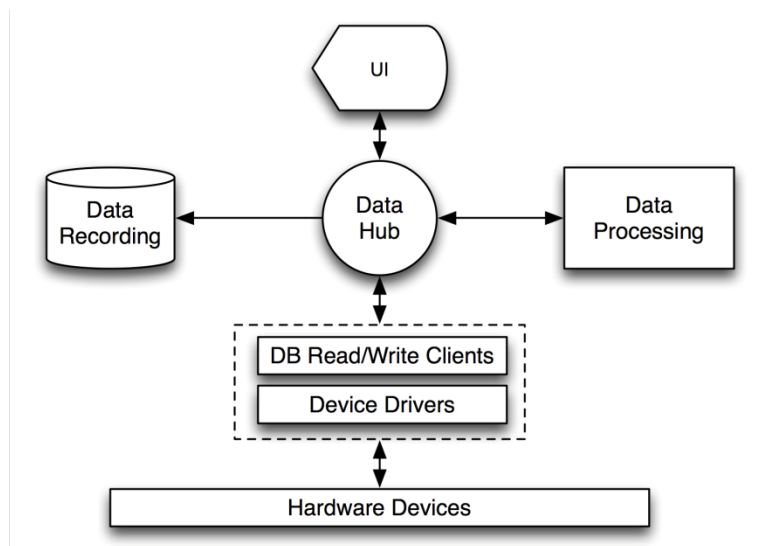 UI
Data
Recording
Data
Hub
Data
Processing
DB Read/Write Clients
Device Drivers
Hardware Devices